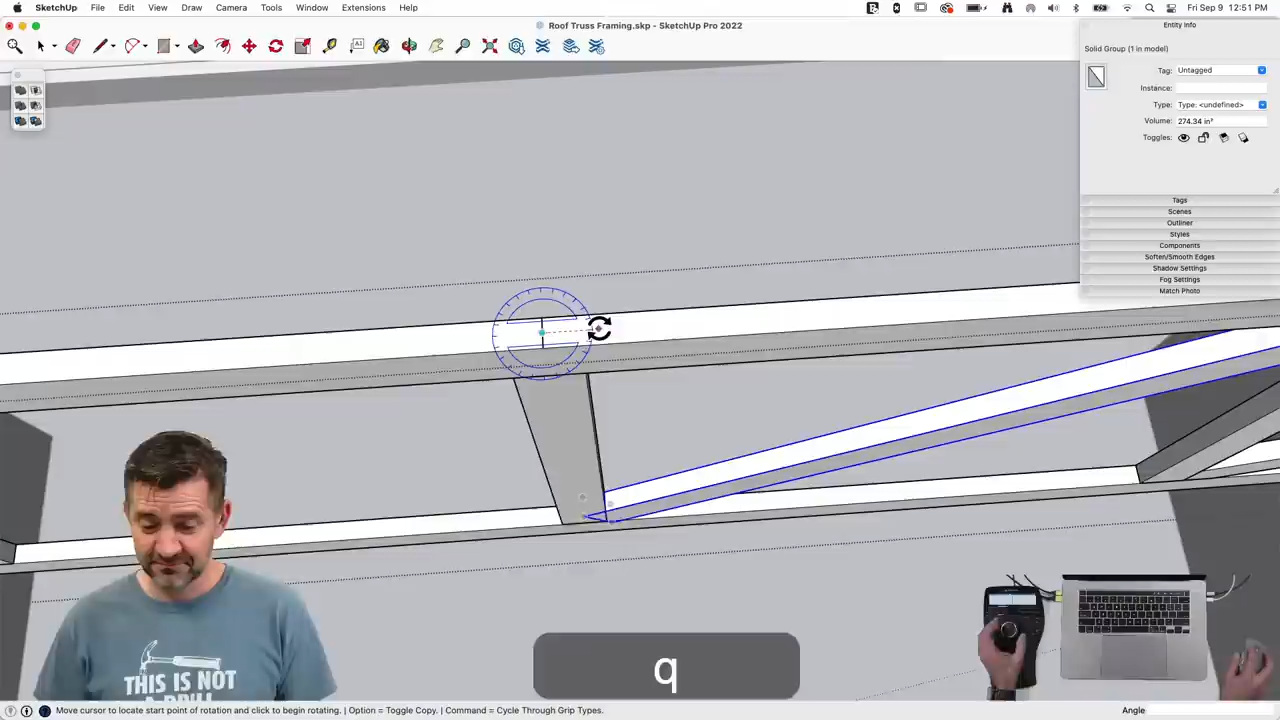 SketchUp File Edit View Draw Camera Tools Window Extensions Help
Fri Sep 9 12:51 PM
Roof Truss Framing.skp - SketchUp Pro 2022
Entity Info
Solid Group (1 in model)
Tag: Untagged
Instance:
Type: Type: <undefined>
Volume: 274.34 in³
Toggles:
Tags
Scenes
Outliner
Styles
Components
Soften/Smooth Edges
Shadow Settings
Fog Settings
Match Photo
THIS IS NOT
A DRILL
q
Move cursor to locate start point of rotation and click to begin rotating. | Option = Toggle Copy. | Command = Cycle Through Grip Types.
Angle